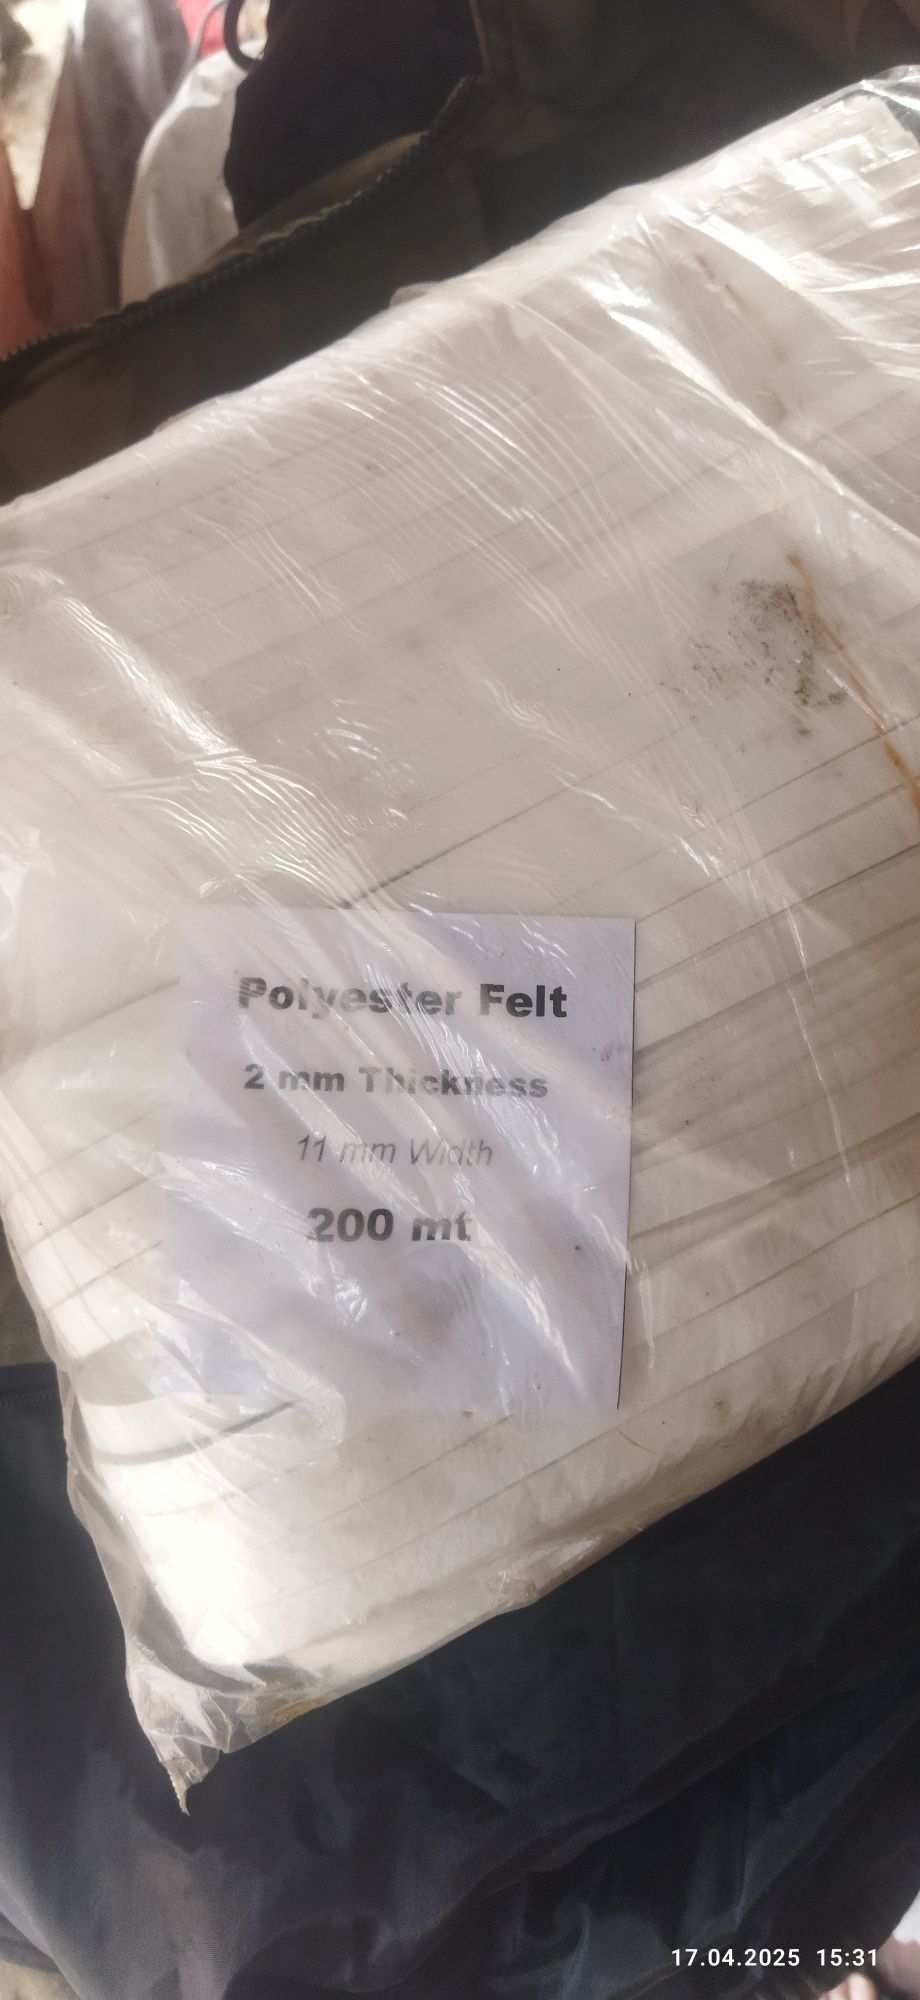 Polyester Felt
2 mm Thickness
11 mm Width
200 mt
17.04.2025 15:31